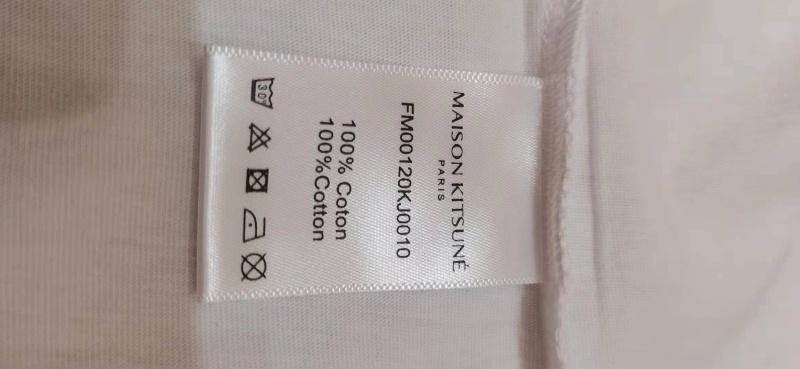 MAISON KITSUNÉ
PARIS
FM00120KJ0010
100% Coton
100%Cotton
30°